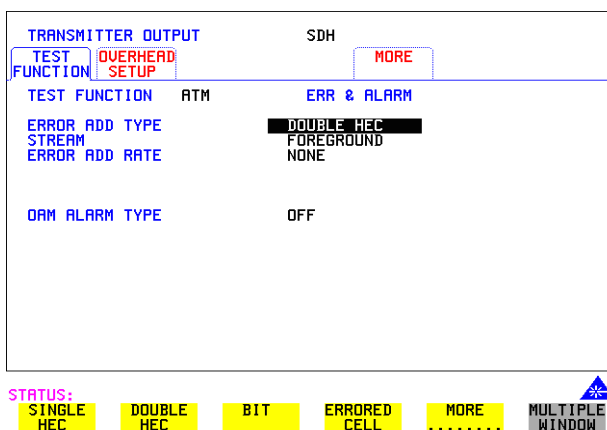 TRANSMITTER OUTPUT SDH
TEST FUNCTION OVERHEAD SETUP MORE
TEST FUNCTION ATM ERR & ALARM
ERROR ADD TYPE DOUBLE HEC
STREAM FOREGROUND
ERROR ADD RATE NONE
OAM ALARM TYPE OFF
STATUS:
SINGLE HEC DOUBLE HEC BIT ERRORED CELL MORE ........ MULTIPLE WINDOW